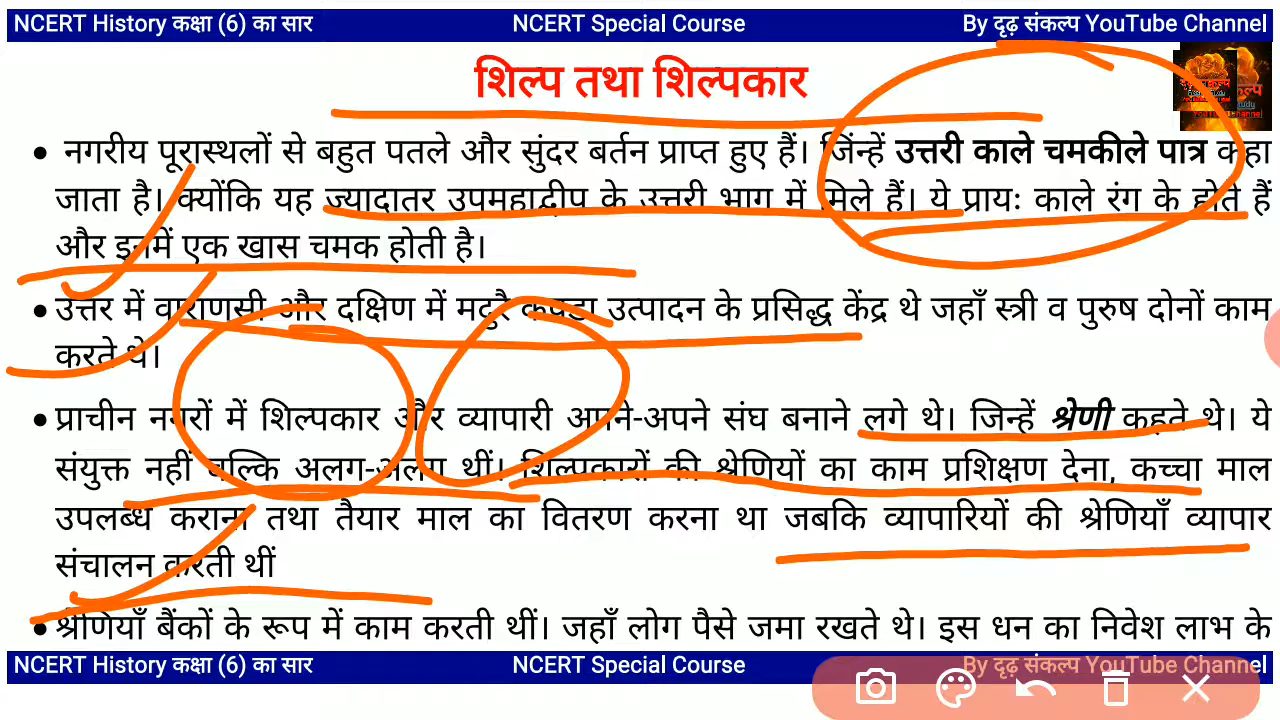 NCERT History कक्षा (6) का सार NCERT Special Course By दृढ़ संकल्प YouTube Channel
शिल्प तथा शिल्पकार
• नगरीय पूरास्थलों से बहुत पतले और सुंदर बर्तन प्राप्त हुए हैं। जिंन्हें उत्तरी काले चमकीले पात्र कहा
जाता है। क्योंकि यह ज्यादातर उपमहाद्वीप के उत्तरी भाग में मिले हैं। ये प्रायः काले रंग के होते हैं
और इनमें एक खास चमक होती है।
• उत्तर में वाराणसी और दक्षिण में मदुरै कपड़ा उत्पादन के प्रसिद्ध केंद्र थे जहाँ स्त्री व पुरुष दोनों काम
करते थे।
• प्राचीन नगरों में शिल्पकार और व्यापारी अपने-अपने संघ बनाने लगे थे। जिन्हें श्रेणी कहते थे। ये
संयुक्त नहीं बल्कि अलग-अलग थीं। शिल्पकारों की श्रेणियों का काम प्रशिक्षण देना, कच्चा माल
उपलब्ध कराना तथा तैयार माल का वितरण करना था जबकि व्यापारियों की श्रेणियाँ व्यापार
संचालन करती थीं
• श्रेणियाँ बैंकों के रूप में काम करती थीं। जहाँ लोग पैसे जमा रखते थे। इस धन का निवेश लाभ के
NCERT History कक्षा (6) का सार NCERT Special Course By दृढ़ संकल्प YouTube Channel